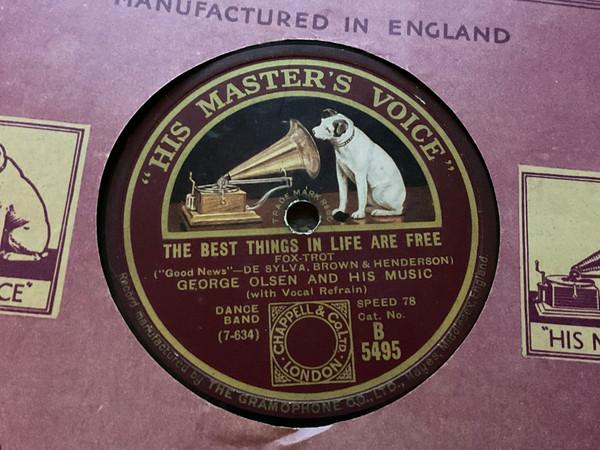 MANUFACTURED IN ENGLAND
"HIS MASTER'S VOICE"
TRADE MARK REG
THE BEST THINGS IN LIFE ARE FREE
FOX-TROT
("Good News"—DE SYLVA, BROWN & HENDERSON)
GEORGE OLSEN AND HIS MUSIC
(with Vocal Refrain)
DANCE
BAND
(7-634)
CHAPPELL & CO. LTD
LONDON
SPEED 78
Cat. No.
B
5495
Record manufactured by THE GRAMOPHONE CO., LTD., Hayes, Middlesex, England.
CE"
"HIS M